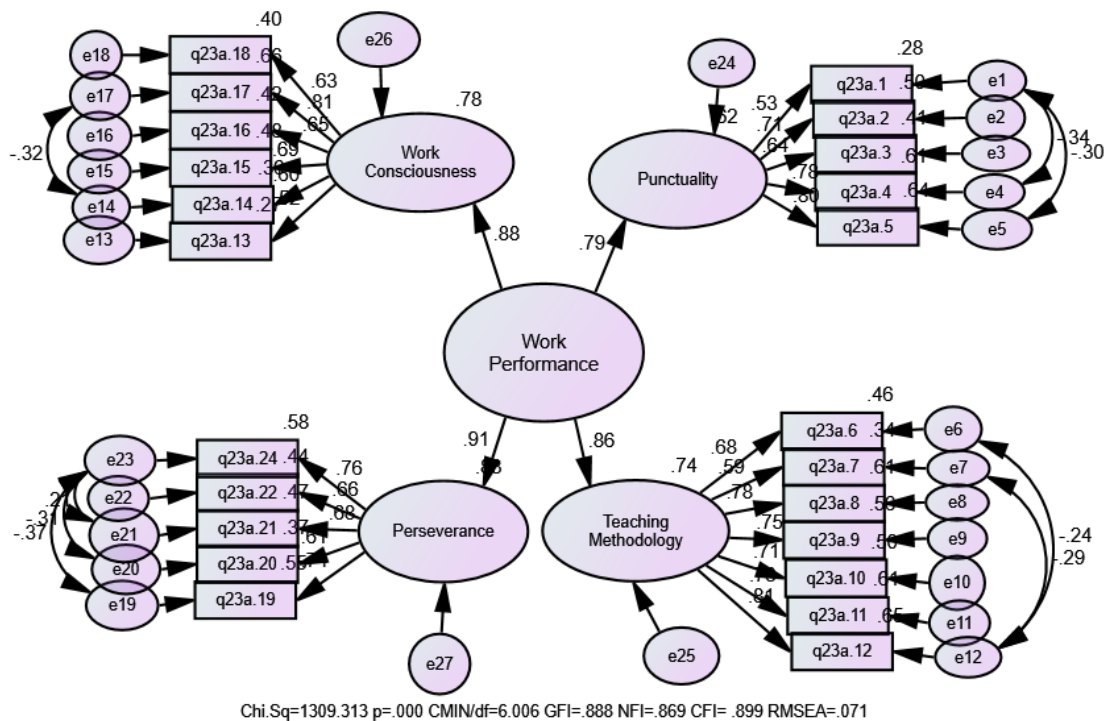 .40
e18
q23a.18
.66
.63
e26
e17
q23a.17
.42
.81
.78
e16
q23a.16
.48
.65
Work
Consciousness
-.32
e15
q23a.15
.69
e14
q23a.14
e13
q23a.13
.88
e24
.28
q23a.1
.50
e1
.53
q23a.2
.41
e2
.71
.64
Punctuality
q23a.3
e3
-.34
-.30
.78
q23a.4
.64
e4
.80
q23a.5
e5
.79
Work
Performance
.91
.86
.58
e23
q23a.24
.44
.76
e22
q23a.22
.47
.66
e21
q23a.21
.37
.68
Perseverance
-.31
-.37
e20
q23a.20
.61
e19
q23a.19
e27
.46
q23a.6
.34
e6
.68
.74
.59
q23a.7
.61
e7
.78
q23a.8
e8
Teaching
Methodology
.75
q23a.9
e9
-.24
-.29
.71
q23a.10
e10
q23a.11
.65
e11
.81
q23a.12
e12
e25
Chi.Sq=1309.313 p=.000 CMIN/df=6.006 GFI=.888 NFI=.869 CFI= .899 RMSEA=.071